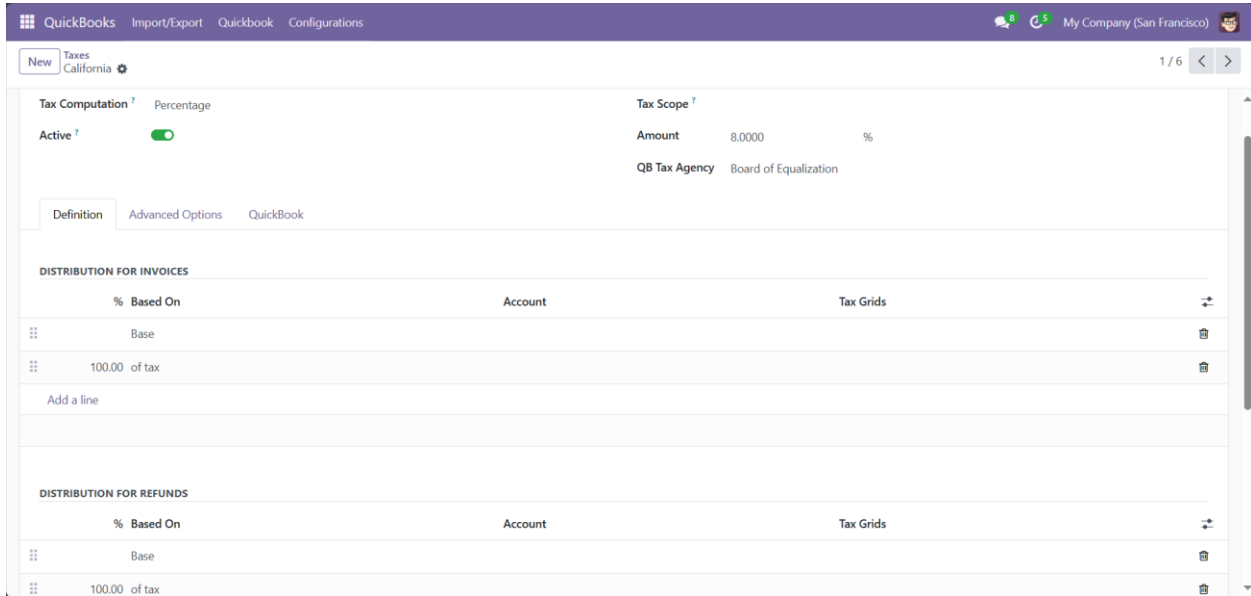 QuickBooks Import/Export Quickbook Configurations 8 5 My Company (San Francisco)
New Taxes
California 1 / 6
Tax Computation ? Percentage Tax Scope ?
Active ? Amount 8.0000 %
QB Tax Agency Board of Equalization
Definition Advanced Options QuickBook
DISTRIBUTION FOR INVOICES
% Based On Account Tax Grids
Base
100.00 of tax
Add a line
DISTRIBUTION FOR REFUNDS
% Based On Account Tax Grids
Base
100.00 of tax